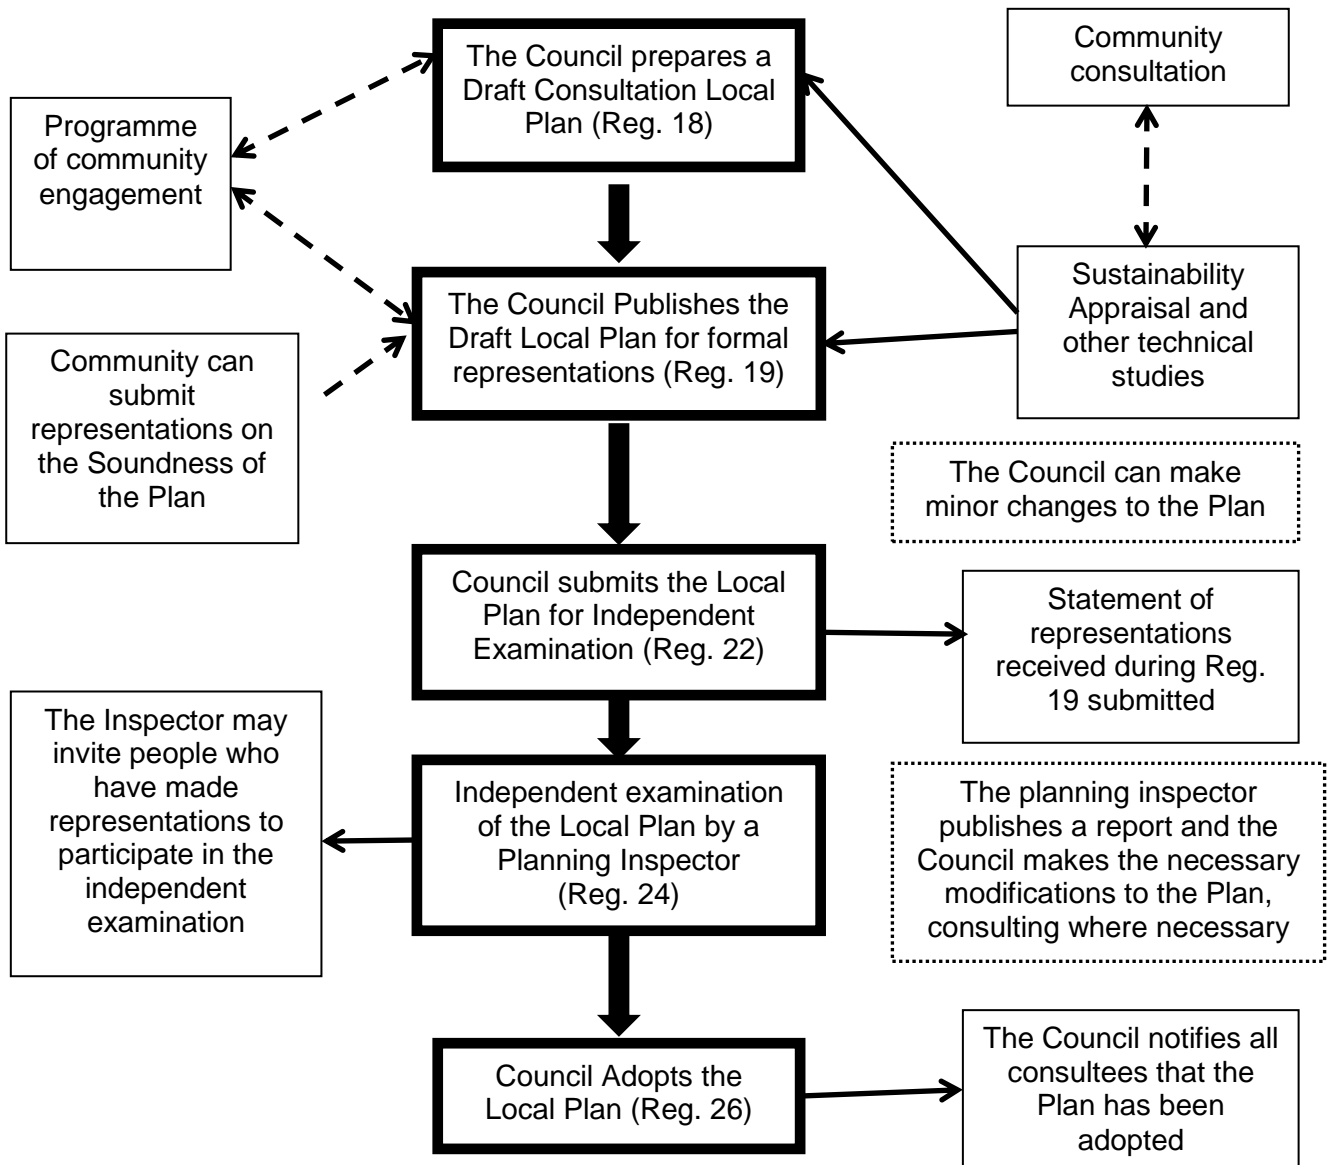 The Council prepares a
Draft Consultation Local
Plan (Reg. 18)
Community
consultation
Programme
of community
engagement
The Council Publishes the
Draft Local Plan for formal
representations (Reg. 19)
Sustainability
Appraisal and
other technical
studies
Community can
submit
representations on
the Soundness of
the Plan
The Council can make
minor changes to the Plan
Council submits the Local
Plan for Independent
Examination (Reg. 22)
Statement of
representations
received during Reg.
19 submitted
The Inspector may
invite people who
have made
representations to
participate in the
independent
examination
Independent examination
of the Local Plan by a
Planning Inspector
(Reg. 24)
The planning inspector
publishes a report and the
Council makes the necessary
modifications to the Plan,
consulting where necessary
Council Adopts the
Local Plan (Reg. 26)
The Council notifies all
consultees that the
Plan has been
adopted